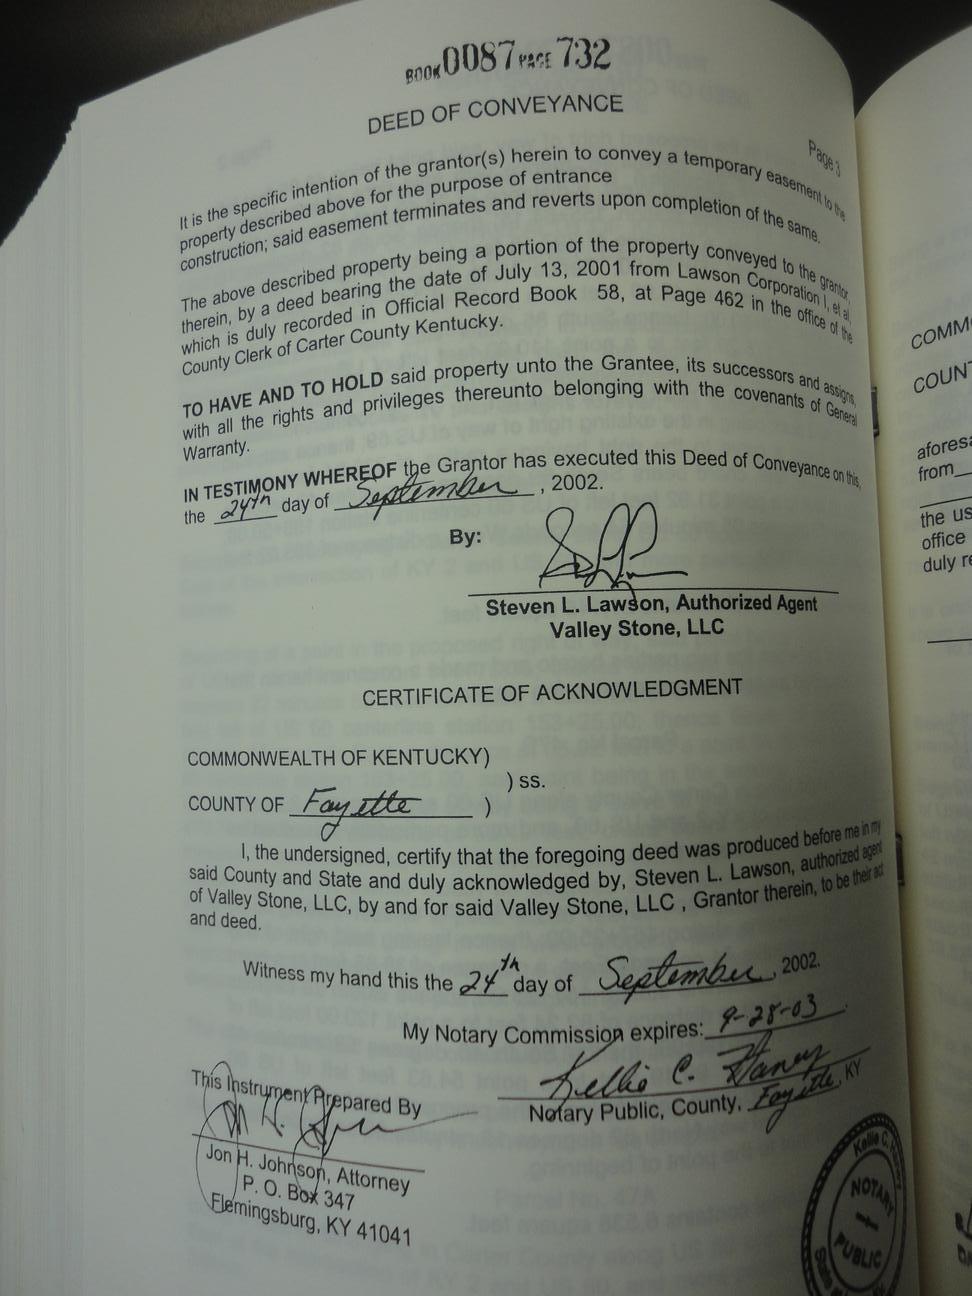 BOOK 0087 PAGE 732
DEED OF CONVEYANCE
Page 3
It is the specific intention of the grantor(s) herein to convey a temporary easement to the
property described above for the purpose of entrance
construction; said easement terminates and reverts upon completion of the same.
The above described property being a portion of the property conveyed to the grantor,
therein, by a deed bearing the date of July 13, 2001 from Lawson Corporation I, et al,
which is duly recorded in Official Record Book 58, at Page 462 in the office of the
County Clerk of Carter County Kentucky.
TO HAVE AND TO HOLD said property unto the Grantee, its successors and assigns,
with all the rights and privileges thereunto belonging with the covenants of General
Warranty.
IN TESTIMONY WHEREOF the Grantor has executed this Deed of Conveyance on this,
the 24th day of September, 2002.
By:
Steven L. Lawson, Authorized Agent
Valley Stone, LLC
CERTIFICATE OF ACKNOWLEDGMENT
COMMONWEALTH OF KENTUCKY)
) ss.
COUNTY OF Fayette )
I, the undersigned, certify that the foregoing deed was produced before me in my
said County and State and duly acknowledged by, Steven L. Lawson, authorized agent
of Valley Stone, LLC, by and for said Valley Stone, LLC , Grantor therein, to be their act
and deed.
Witness my hand this the 24th day of September, 2002.
My Notary Commission expires: 9-28-03
Kellie C. Haney
Notary Public, County, Fayette, KY
This Instrument Prepared By
Jon H. Johnson, Attorney
P. O. Box 347
Flemingsburg, KY 41041
Kellie C.
NOTARY
PUBLIC
State
COMM
COUNT
afores
from
the us
office
duly re